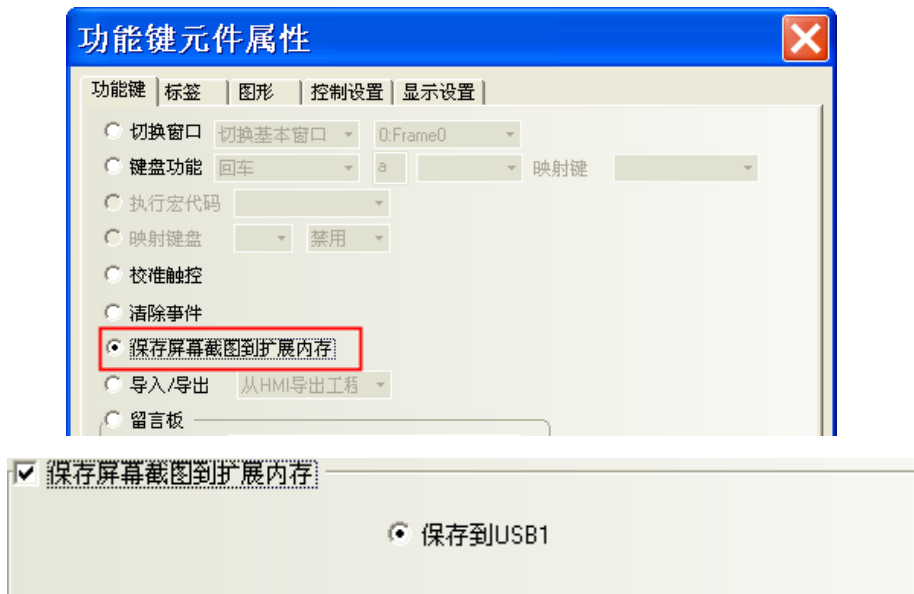 功能键元件属性
功能键 标签 图形 控制设置 显示设置
切换窗口 切换基本窗口 0:Frame0
键盘功能 回车 a 映射键
执行宏代码
映射键盘 禁用
校准触控
清除事件
保存屏幕截图到扩展内存
导入/导出 从HMI导出工程
留言板
保存屏幕截图到扩展内存
保存到USB1